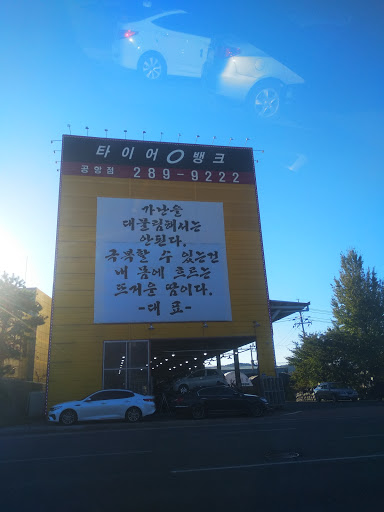 타이어 뱅크
공항점 289-9222
가난을
대물림해서는
안된다.
극복할 수 있는건
내 몸에 흐르는
뜨거운 땀이다.
-대표-